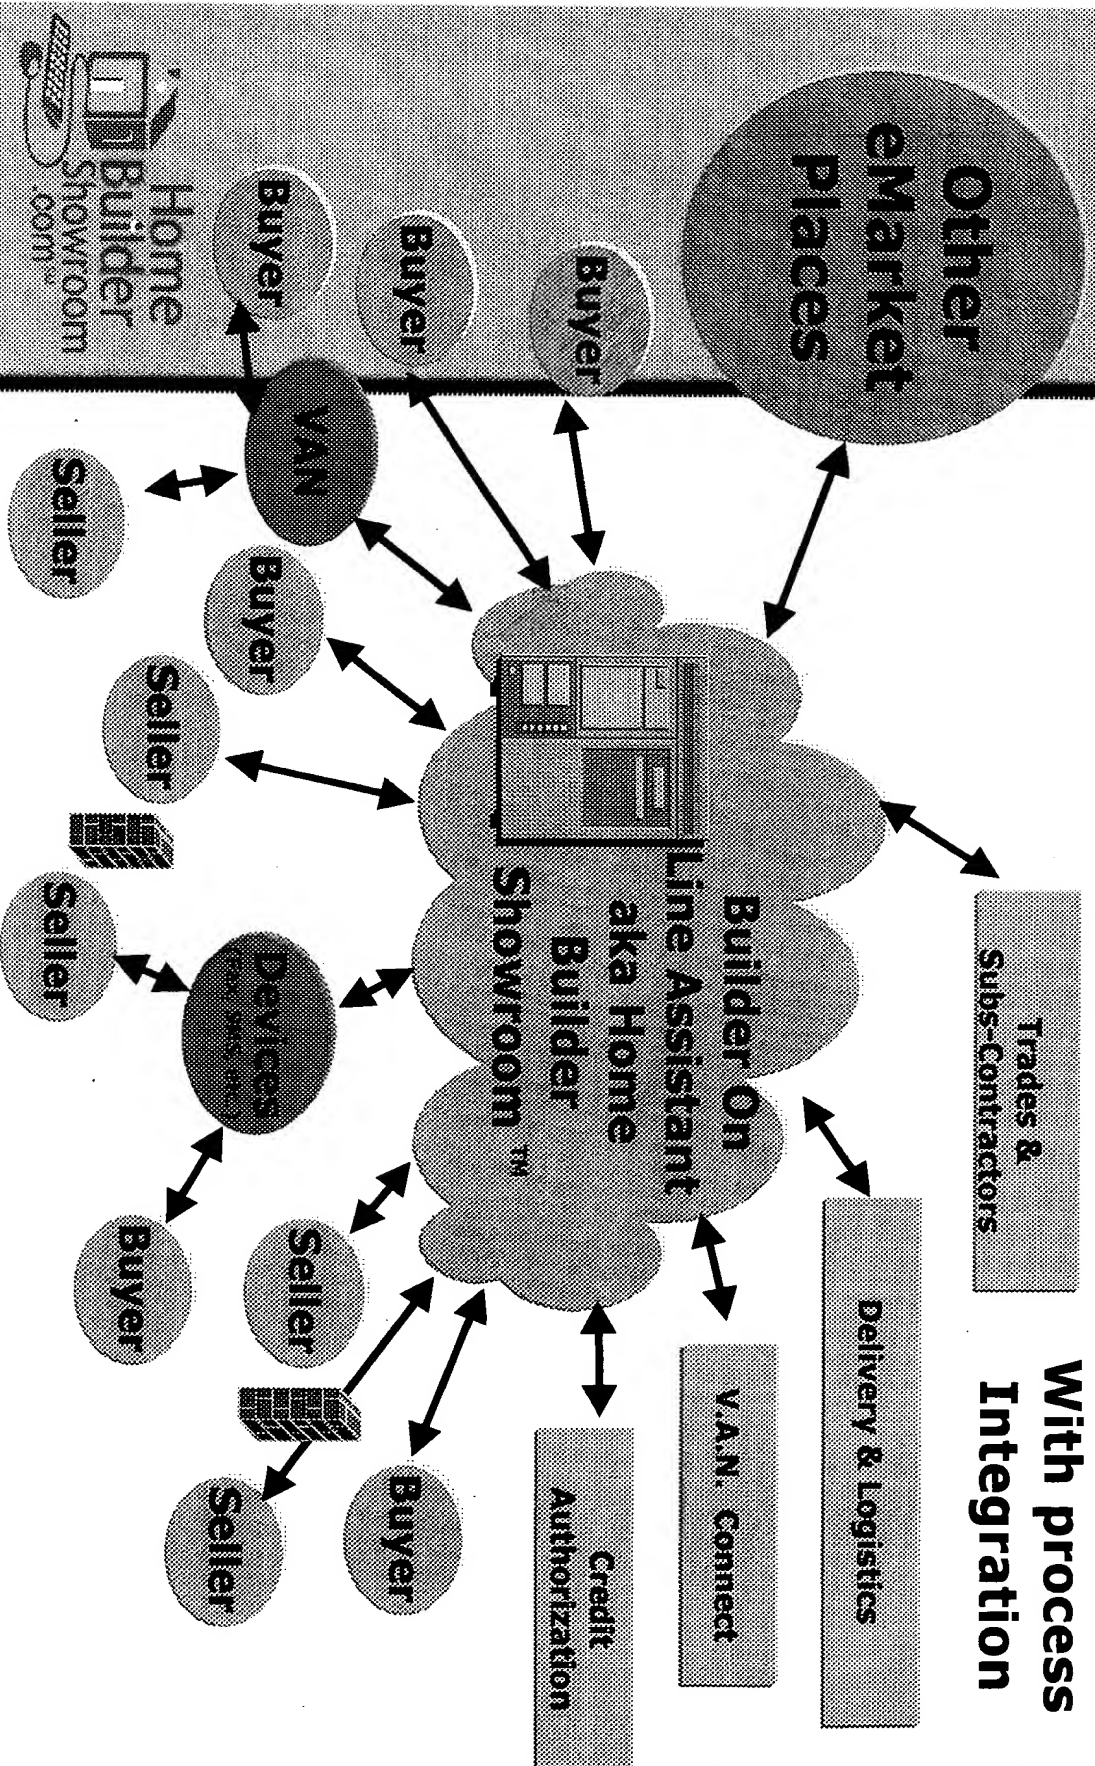 With process
Integration
Trades &
Subs-Contractors
Other
eMarket
Places
Delivery & Logistics
V.A.N. Connect
Builder On
Line Assistant
aka Home
Builder
Showroom ™
Credit
Authorization
Buyer
Buyer
Buyer
VAN
Buyer
Seller
Devices
Seller
Buyer
Buyer
Seller
Seller
Seller
Seller
Buyer
Home
Builder
Showroom
.com